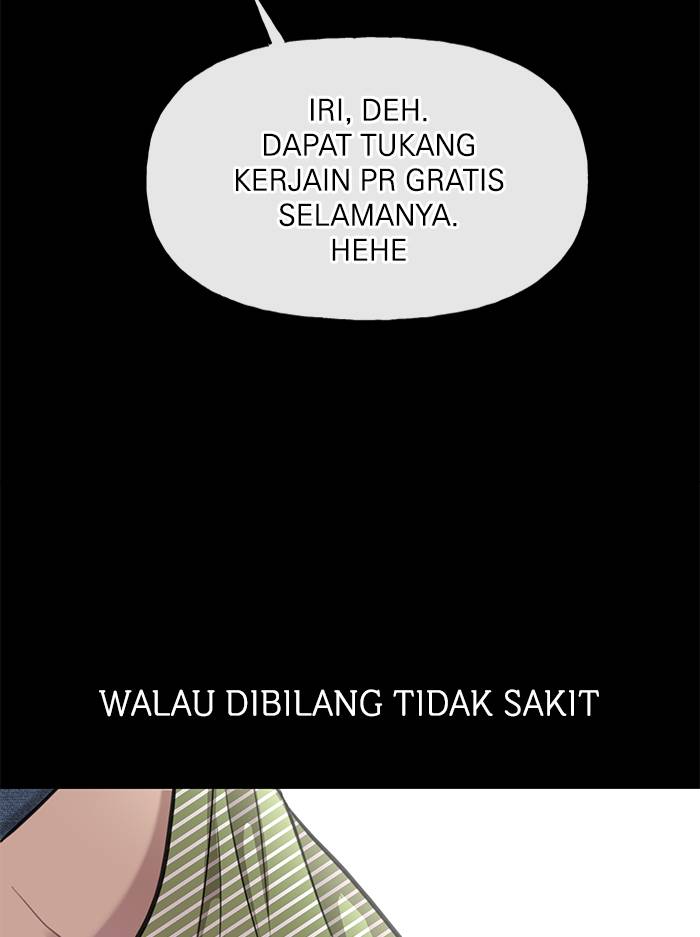 IRI, DEH.
DAPAT TUKANG
KERJAIN PR GRATIS
SELAMANYA.
HEHE
WALAU DIBILANG TIDAK SAKIT